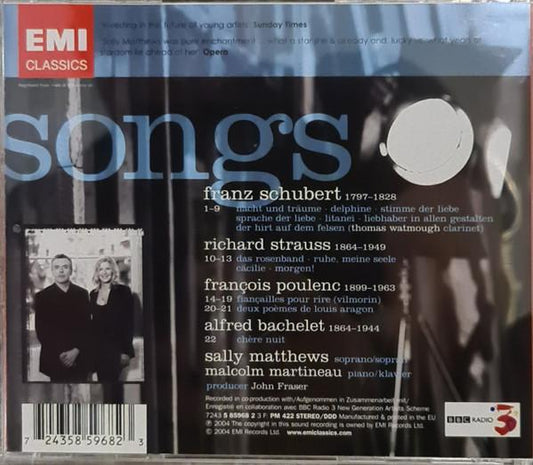 EMI
CLASSICS
investing in the future of young artists Sunday Times
Sally Matthews was pure enchantment ... what a star she is already and, lucky us, what years of
stardom lie ahead of her Opera
songs
franz schubert 1797–1828
1–9 nacht und träume · delphine · stimme der liebe
sprache der liebe · litanei · liebhaber in allen gestalten
der hirt auf dem felsen (thomas watmough clarinet)
richard strauss 1864–1949
10–13 das rosenband · ruhe, meine seele
cäcilie · morgen!
françois poulenc 1899–1963
14–19 fiançailles pour rire (vilmorin)
20–21 deux poèmes de louis aragon
alfred bachelet 1864–1944
22 chère nuit
sally matthews soprano/sopran
malcolm martineau piano/klavier
producer John Fraser
Recorded in co-production with/Aufgenommen in Zusammenarbeit mit/
Enregistré en collaboration avec BBC Radio 3 New Generation Artists Scheme
7243 5 85968 2 3 PM 422 STEREO/DDD Manufactured and printed in the EU
℗ 2004 The copyright in this sound recording is owned by EMI Records Ltd.
© 2004 EMI Records Ltd. www.emiclassics.com
BBC RADIO 3
7 24358 59682 3